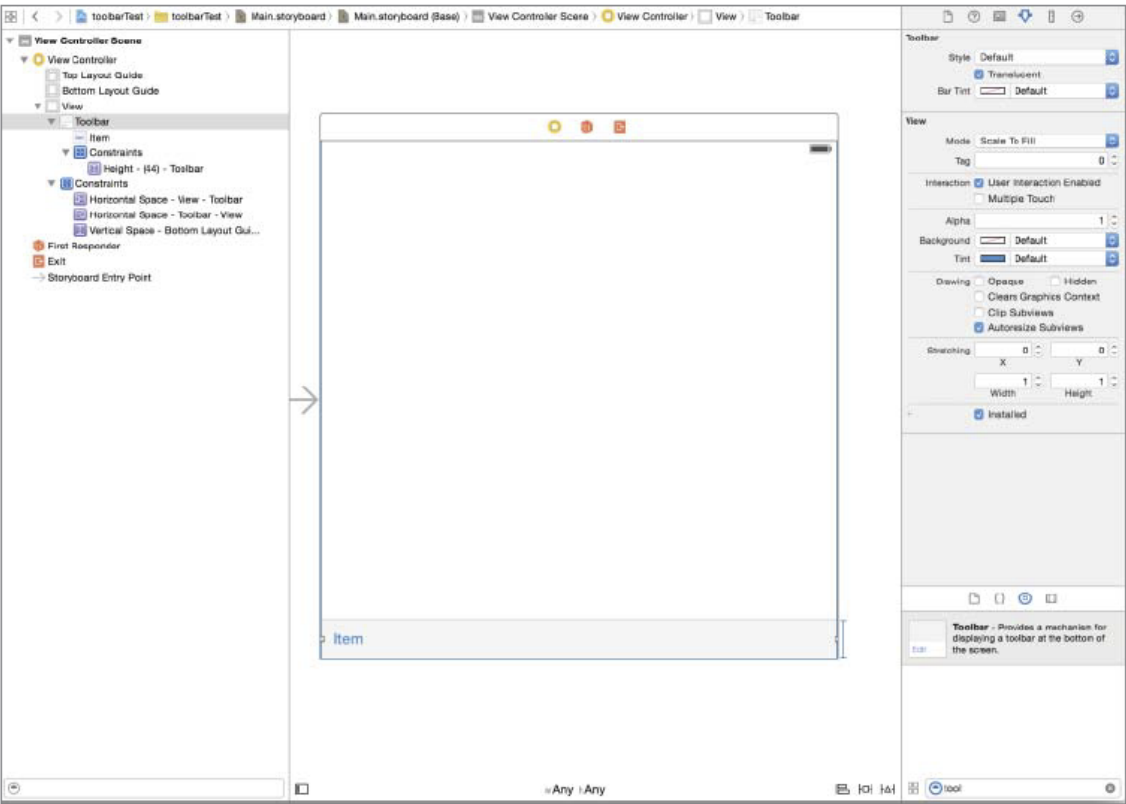 toolbarTest toolbarTest Main.storyboard Main.storyboard (Base) View Controller Scene View Controller View Toolbar
View Controller Scene
View Controller
Top Layout Guide
Bottom Layout Guide
View
Toolbar
Item
Constraints
Height - (44) - Toolbar
Constraints
Horizontal Space - View - Toolbar
Horizontal Space - Toolbar - View
Vertical Space - Bottom Layout Gui...
First Responder
Exit
Storyboard Entry Point
Item
wAny hAny
Toolbar
Style Default
Translucent
Bar Tint Default
View
Mode Scale To Fill
Tag 0
Interaction User Interaction Enabled
Multiple Touch
Alpha 1
Background Default
Tint Default
Drawing Opaque Hidden
Clears Graphics Context
Clip Subviews
Autoresize Subviews
Stretching 0 0
X Y
1 1
Width Height
+ Installed
{}
Edit
Toolbar - Provides a mechanism for
displaying a toolbar at the bottom of
the screen.
tool